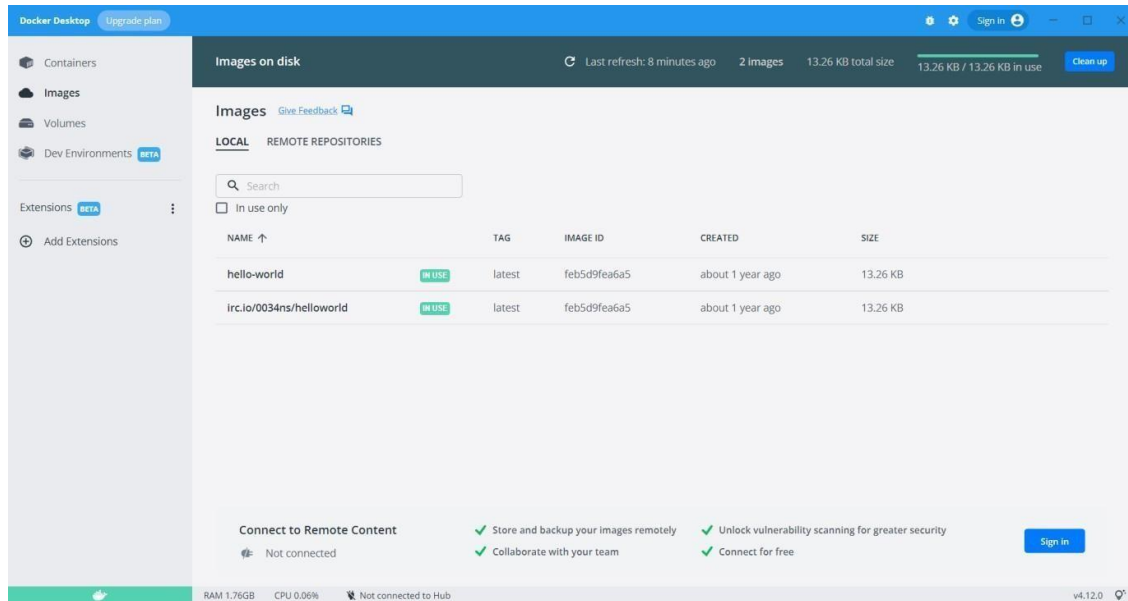 Docker Desktop Upgrade plan Sign in
Containers
Images
Volumes
Dev Environments BETA
Extensions BETA
Add Extensions
Images on disk Last refresh: 8 minutes ago 2 images 13.26 KB total size 13.26 KB / 13.26 KB in use Clean up
Images Give Feedback
LOCAL REMOTE REPOSITORIES
Search
In use only
NAME TAG IMAGE ID CREATED SIZE
hello-world IN USE latest feb5d9fea6a5 about 1 year ago 13.26 KB
irc.io/0034ns/helloworld IN USE latest feb5d9fea6a5 about 1 year ago 13.26 KB
Connect to Remote Content
Not connected
Store and backup your images remotely Unlock vulnerability scanning for greater security
Collaborate with your team Connect for free
Sign in
RAM 1.76GB CPU 0.06% Not connected to Hub v4.12.0